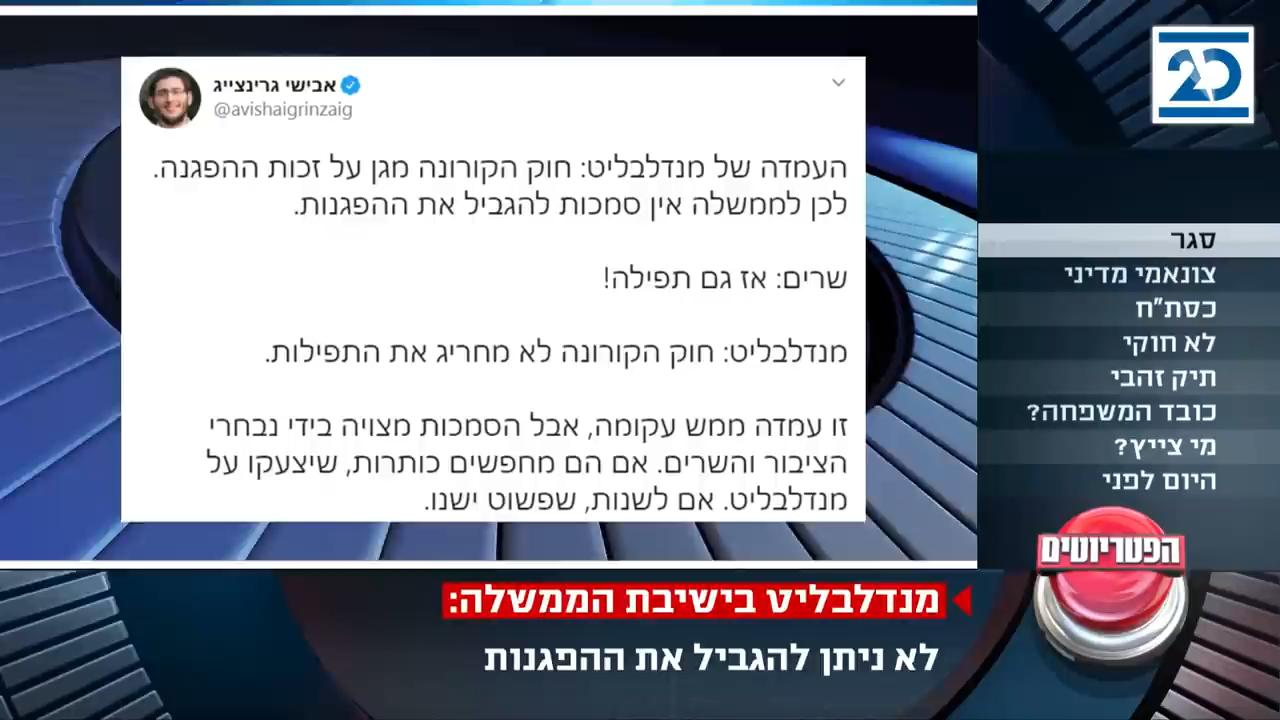 אבישי גרינצייג
@avishaigrinzaig
העמדה של מנדלבליט: חוק הקורונה מגן על זכות ההפגנה.
לכן לממשלה אין סמכות להגביל את ההפגנות.
שרים: אז גם תפילה!
מנדלבליט: חוק הקורונה לא מחריג את התפילות.
זו עמדה ממש עקומה, אבל הסמכות מצויה בידי נבחרי
הציבור והשרים. אם הם מחפשים כותרות, שיצעקו על
מנדלבליט. אם לשנות, שפשוט ישנו.
20
סגר
צונאמי מדיני
כסת"ח
לא חוקי
תיק זהבי
כובד המשפחה?
מי צייץ?
היום לפני
הפטריוטים
מנדלבליט בישיבת הממשלה:
לא ניתן להגביל את ההפגנות